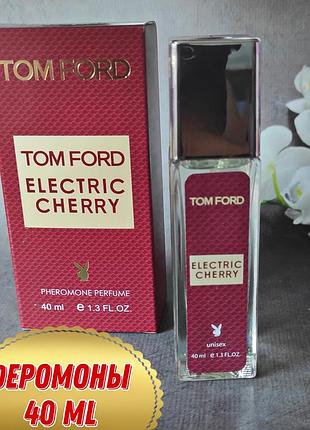 TOM FORD
TOM FORD
ELECTRIC
CHERRY
PHEROMONE PERFUME
40 ml e 1.3 FL.OZ.
TOM FORD
ELECTRIC
CHERRY
unisex
40 ml e 1.3 FL.OZ.
ФЕРОМОНЫ
40 ML